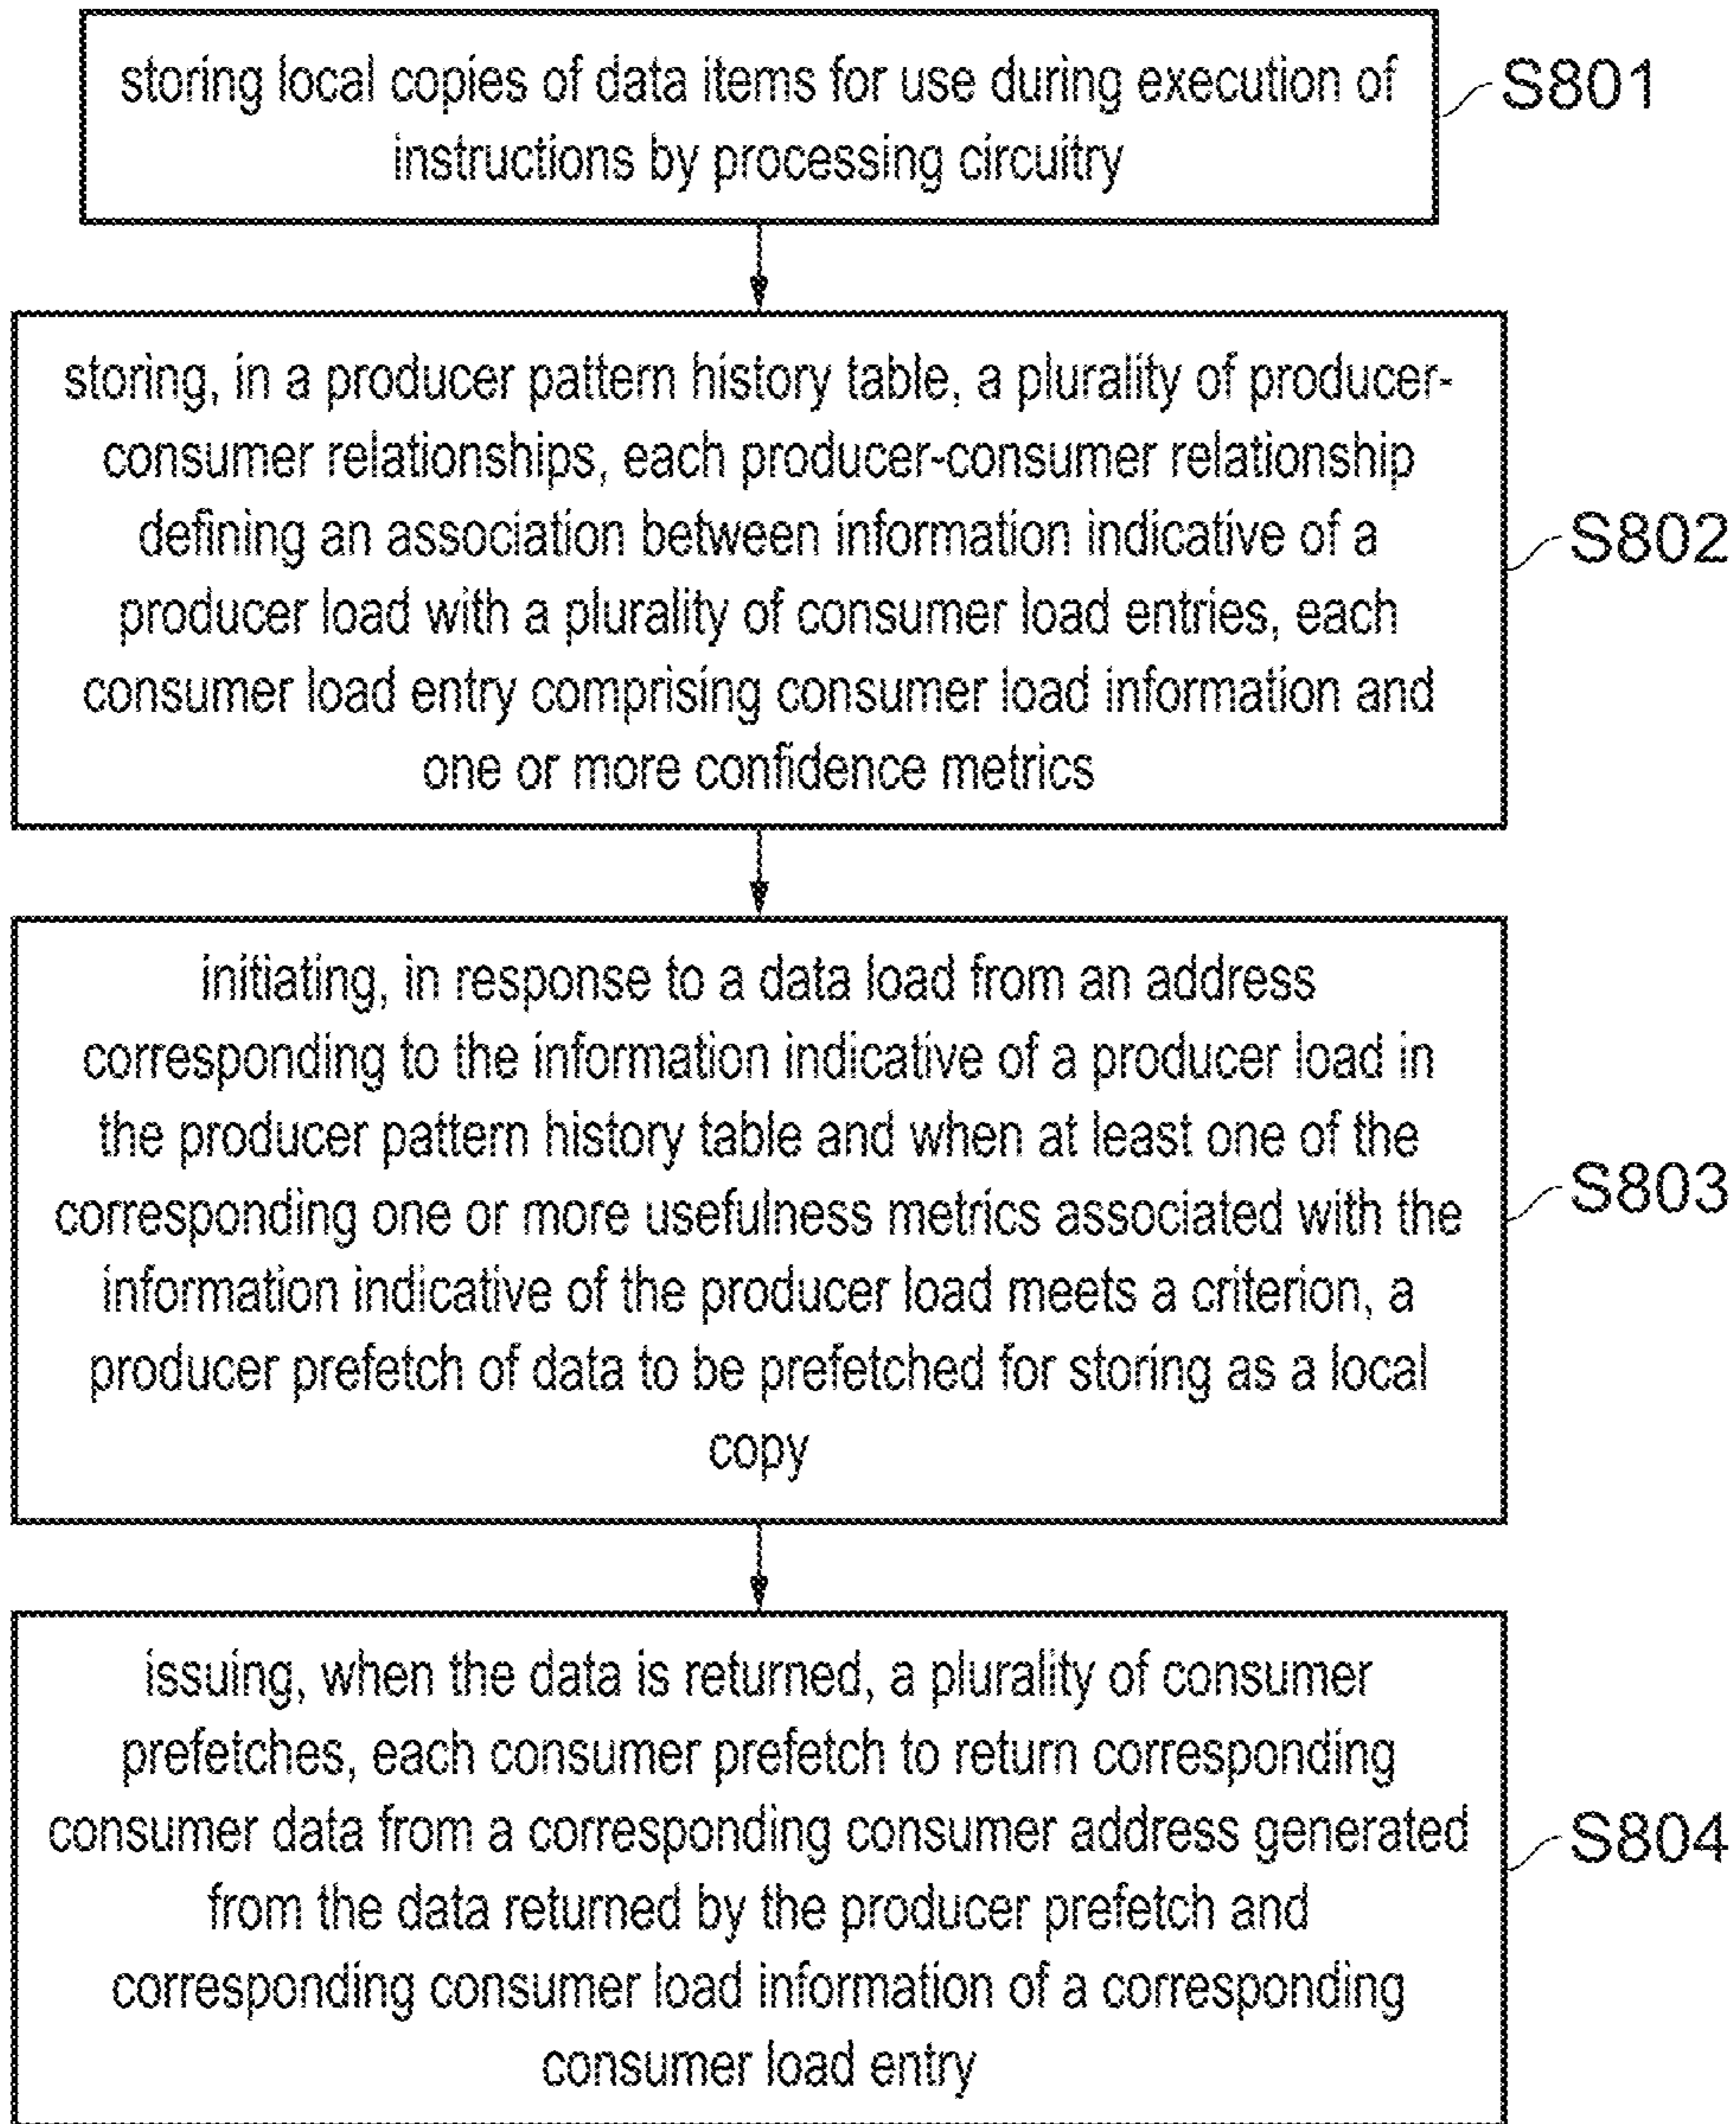 storing local copies of data items for use during execution of
instructions by processing circuitry
S801
storing, in a producer pattern history table, a plurality of producer-
consumer relationships, each producer-consumer relationship
defining an association between information indicative of a
producer load with a plurality of consumer load entries, each
consumer load entry comprising consumer load information and
one or more confidence metrics
S802
initiating, in response to a data load from an address
corresponding to the information indicative of a producer load in
the producer pattern history table and when at least one of the
corresponding one or more usefulness metrics associated with the
information indicative of the producer load meets a criterion, a
producer prefetch of data to be prefetched for storing as a local
copy
S803
issuing, when the data is returned, a plurality of consumer
prefetches, each consumer prefetch to return corresponding
consumer data from a corresponding consumer address generated
from the data returned by the producer prefetch and
corresponding consumer load information of a corresponding
consumer load entry
S804